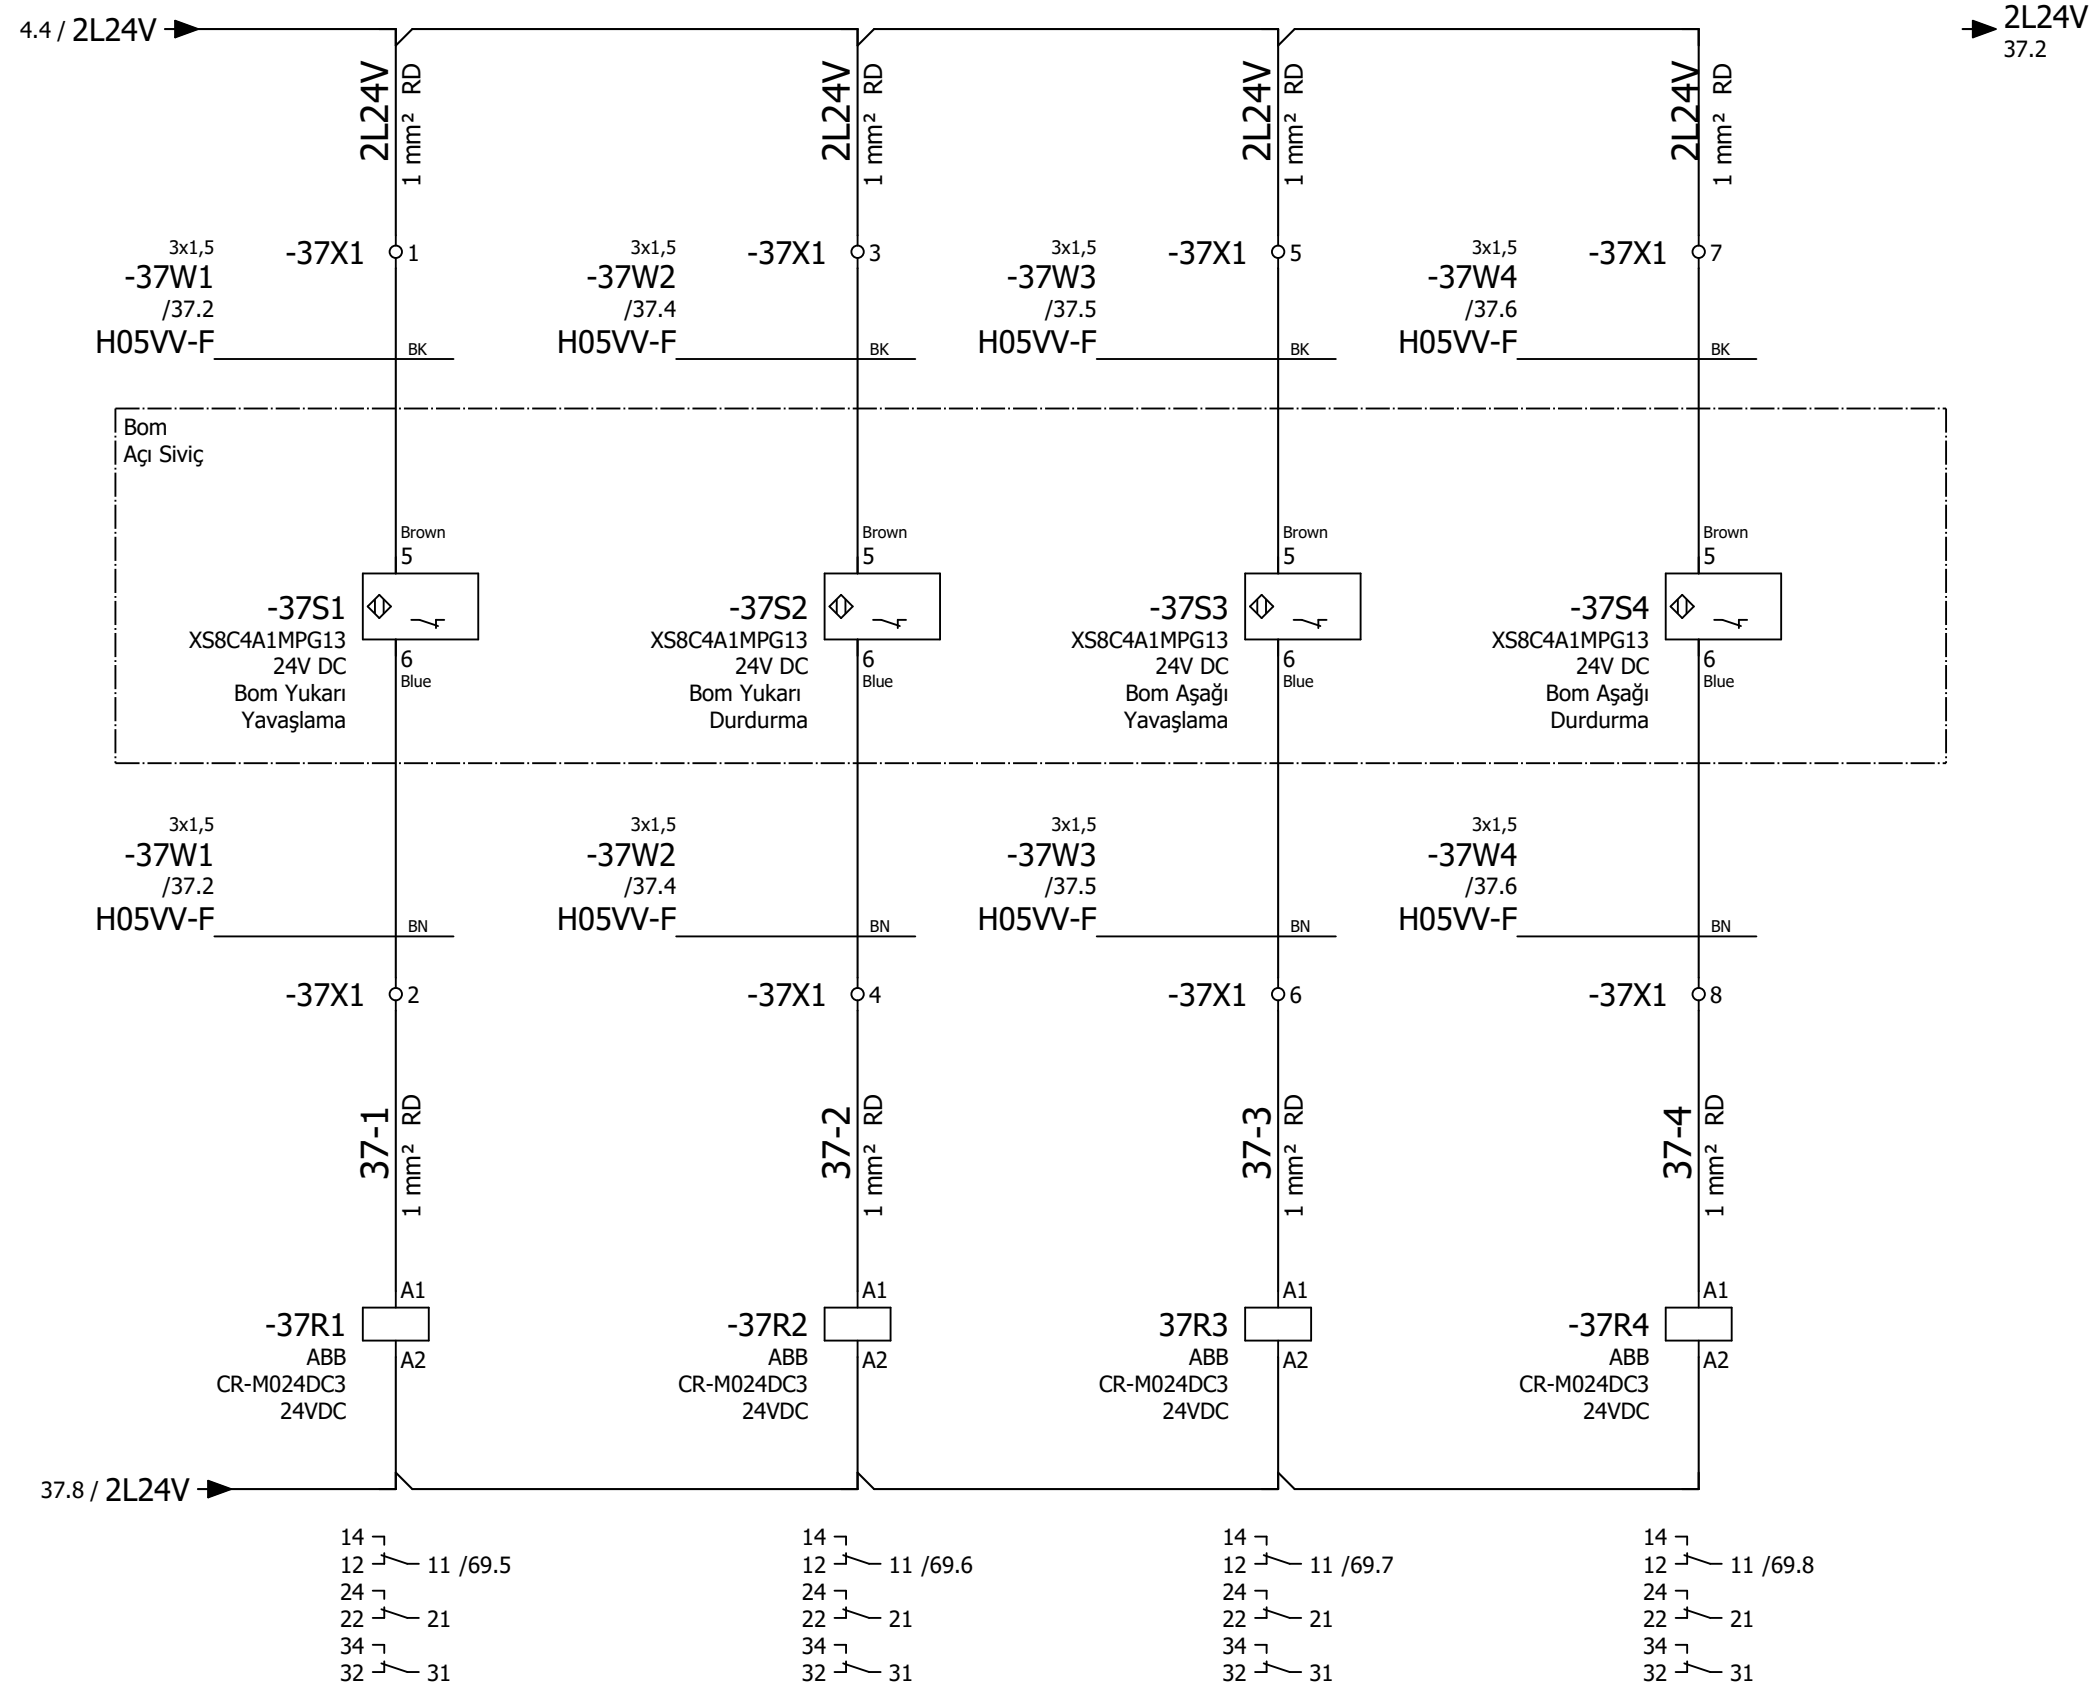 4.4 / 2L24V
2L24V
37.2
2L24V
1 mm² RD
2L24V
1 mm² RD
2L24V
1 mm² RD
2L24V
1 mm² RD
3x1,5
-37W1
/37.2
H05VV-F
-37X1 1
BK
3x1,5
-37W2
/37.4
H05VV-F
-37X1 3
BK
3x1,5
-37W3
/37.5
H05VV-F
-37X1 5
BK
3x1,5
-37W4
/37.6
H05VV-F
-37X1 7
BK
Bom
Açı Siviç
Brown
5
-37S1
XS8C4A1MPG13
24V DC
Bom Yukarı
Yavaşlama
6
Blue
Brown
5
-37S2
XS8C4A1MPG13
24V DC
Bom Yukarı
Durdurma
6
Blue
Brown
5
-37S3
XS8C4A1MPG13
24V DC
Bom Aşağı
Yavaşlama
6
Blue
Brown
5
-37S4
XS8C4A1MPG13
24V DC
Bom Aşağı
Durdurma
6
Blue
3x1,5
-37W1
/37.2
H05VV-F
BN
-37X1 2
3x1,5
-37W2
/37.4
H05VV-F
BN
-37X1 4
3x1,5
-37W3
/37.5
H05VV-F
BN
-37X1 6
3x1,5
-37W4
/37.6
H05VV-F
BN
-37X1 8
37-1
1 mm² RD
37-2
1 mm² RD
37-3
1 mm² RD
37-4
1 mm² RD
A1
-37R1
ABB
CR-M024DC3
24VDC
A2
A1
-37R2
ABB
CR-M024DC3
24VDC
A2
A1
37R3
ABB
CR-M024DC3
24VDC
A2
A1
-37R4
ABB
CR-M024DC3
24VDC
A2
37.8 / 2L24V
14
12 11 /69.5
24
22 21
34
32 31
14
12 11 /69.6
24
22 21
34
32 31
14
12 11 /69.7
24
22 21
34
32 31
14
12 11 /69.8
24
22 21
34
32 31